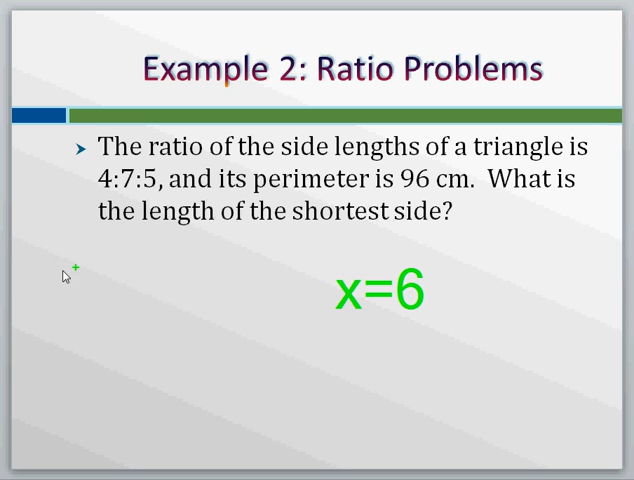 Example 2: Ratio Problems
The ratio of the side lengths of a triangle is
4:7:5, and its perimeter is 96 cm.  What is
the length of the shortest side?
x=6